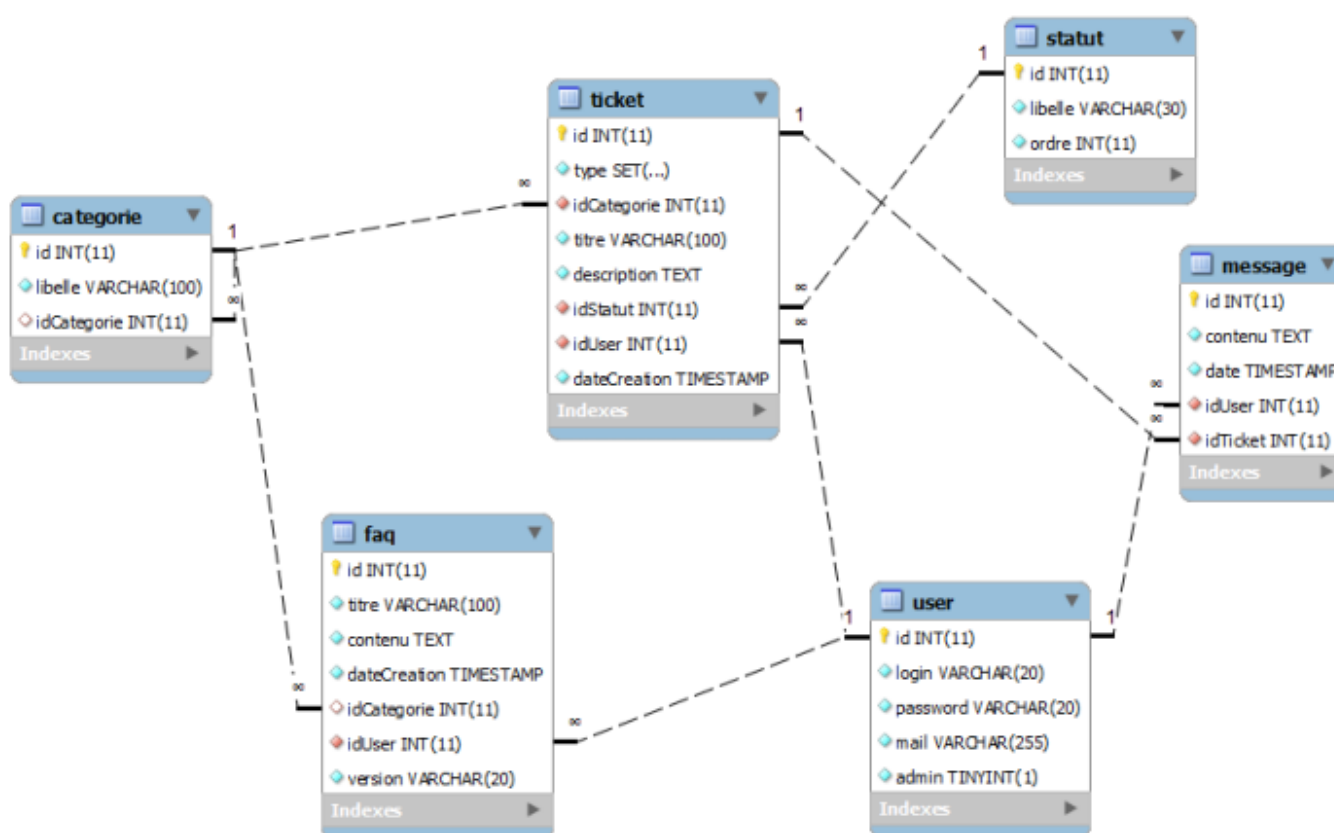 statut
1
id INT(11)
libelle VARCHAR(30)
ordre INT(11)
Indexes
ticket
1
id INT(11)
type SET(...)
∞
idCategorie INT(11)
titre VARCHAR(100)
description TEXT
∞
idStatut INT(11)
∞
idUser INT(11)
dateCreation TIMESTAMP
Indexes
categorie
1
id INT(11)
libelle VARCHAR(100)
∞
idCategorie INT(11)
Indexes
message
id INT(11)
contenu TEXT
date TIMESTAMP
∞
idUser INT(11)
∞
idTicket INT(11)
Indexes
faq
id INT(11)
titre VARCHAR(100)
contenu TEXT
dateCreation TIMESTAMP
∞
idCategorie INT(11)
∞
idUser INT(11)
version VARCHAR(20)
Indexes
user
1
1
id INT(11)
login VARCHAR(20)
password VARCHAR(20)
mail VARCHAR(255)
admin TINYINT(1)
Indexes